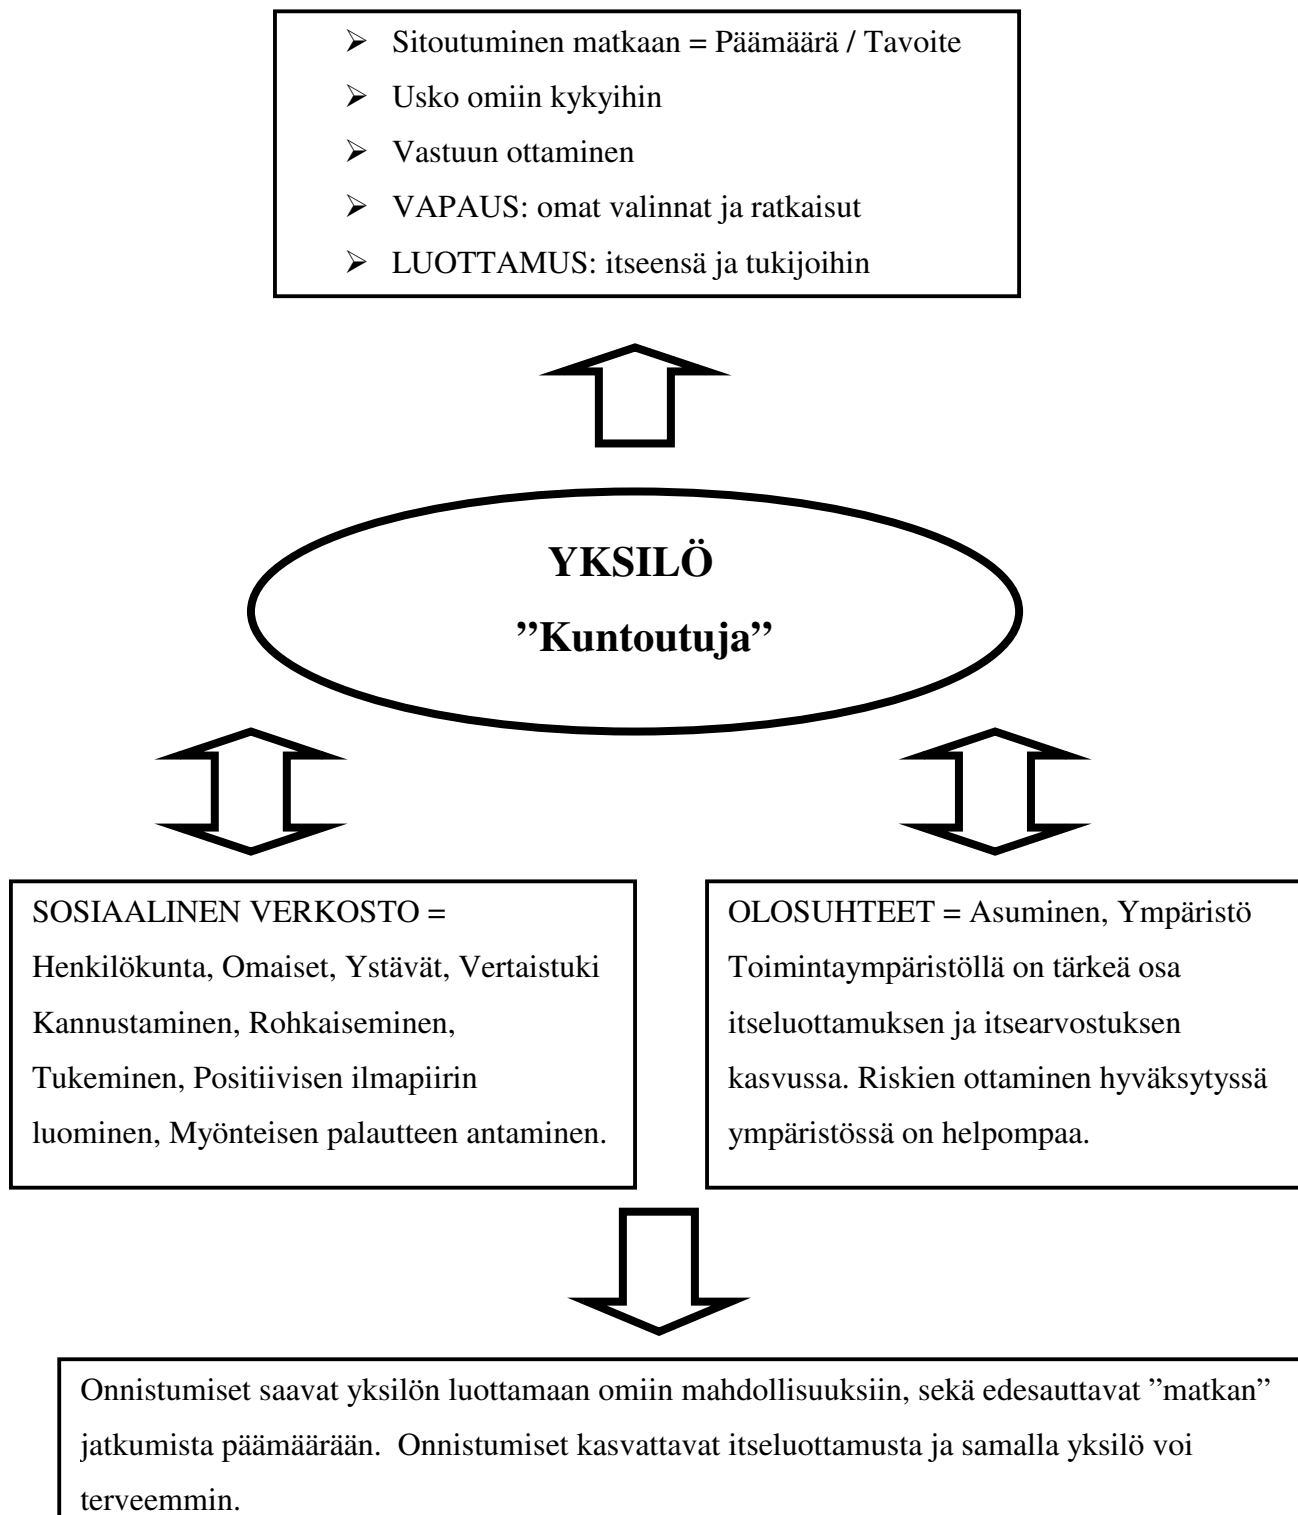 ➢ Sitoutuminen matkaan = Päämäärä / Tavoite
➢ Usko omiin kykyihin
➢ Vastuun ottaminen
➢ VAPAUS: omat valinnat ja ratkaisut
➢ LUOTTAMUS: itseensä ja tukijoihin
YKSILÖ
”Kuntoutuja”
SOSIAALINEN VERKOSTO =
Henkilökunta, Omaiset, Ystävät, Vertaistuki
Kannustaminen, Rohkaiseminen,
Tukeminen, Positiivisen ilmapiirin
luominen, Myönteisen palautteen antaminen.
OLOSUHTEET = Asuminen, Ympäristö
Toimintaympäristöllä on tärkeä osa
itseluottamuksen ja itsearvostuksen
kasvussa. Riskien ottaminen hyväksytyssä
ympäristössä on helpompaa.
Onnistumiset saavat yksilön luottamaan omiin mahdollisuuksiin, sekä edesauttavat ”matkan”
jatkumista päämäärään.  Onnistumiset kasvattavat itseluottamusta ja samalla yksilö voi
terveemmin.